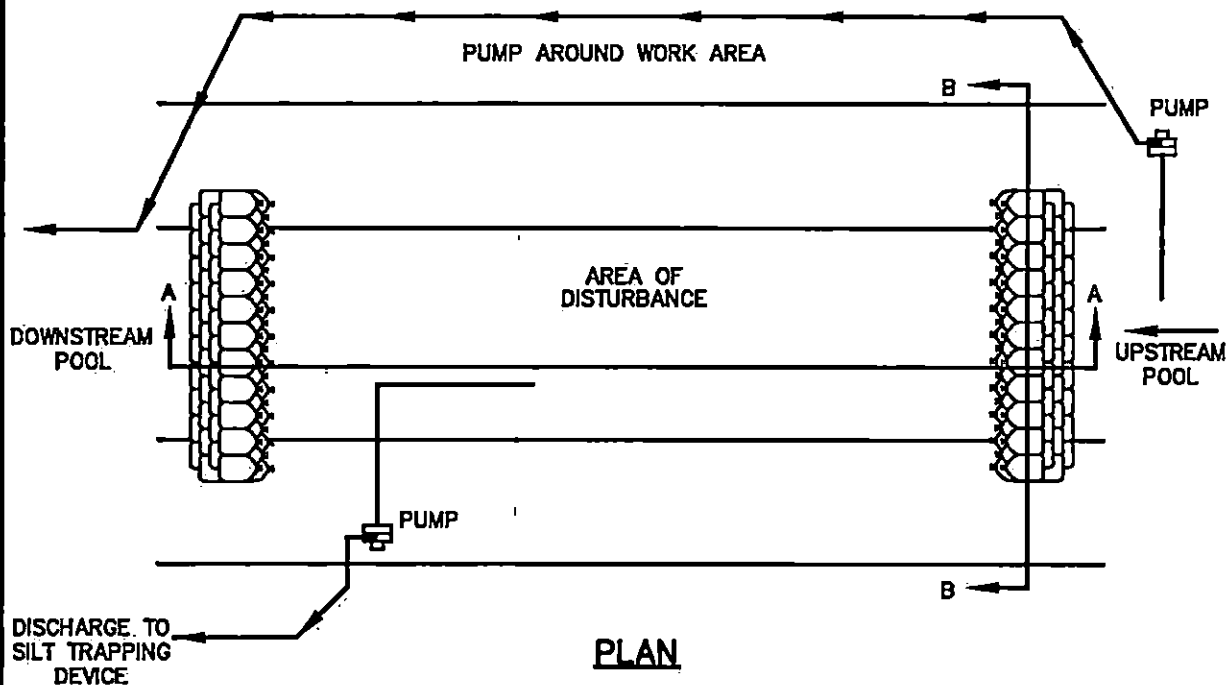 PUMP AROUND WORK AREA
B
PUMP
AREA OF
DISTURBANCE
A
A
DOWNSTREAM
POOL
UPSTREAM
POOL
PUMP
B
DISCHARGE TO
SILT TRAPPING
DEVICE
PLAN